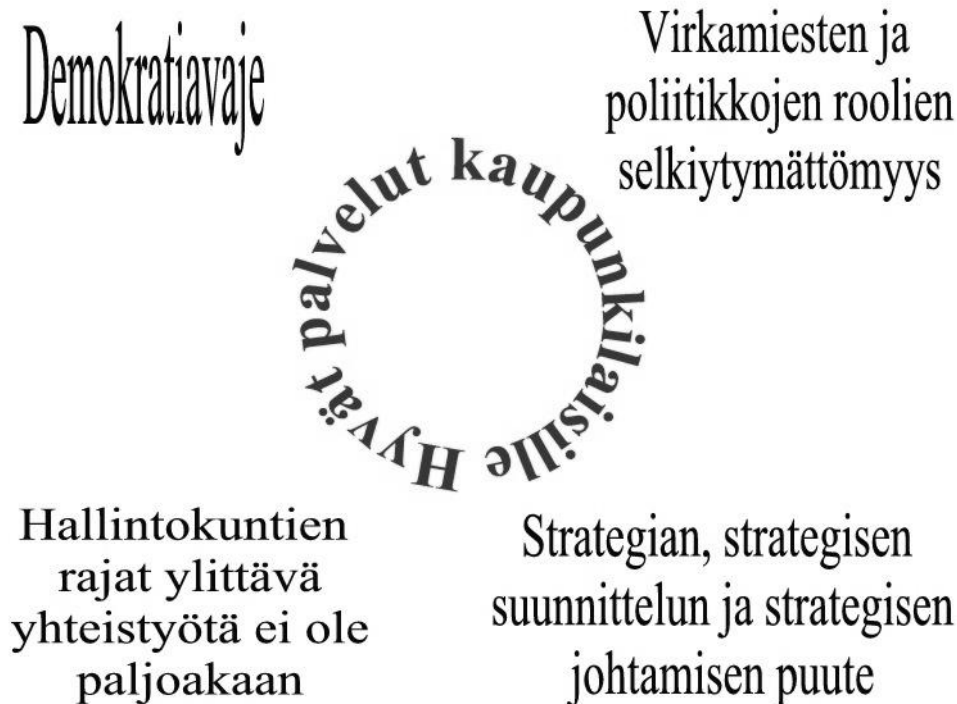 Demokratiavaje
Virkamiesten ja
poliitikkojen roolien
selkiytymättömyys
Hyvät palvelut kaupunkilaisille
Hallintokuntien
rajat ylittävä
yhteistyötä ei ole
paljoakaan
Strategian, strategisen
suunnittelun ja strategisen
johtamisen puute